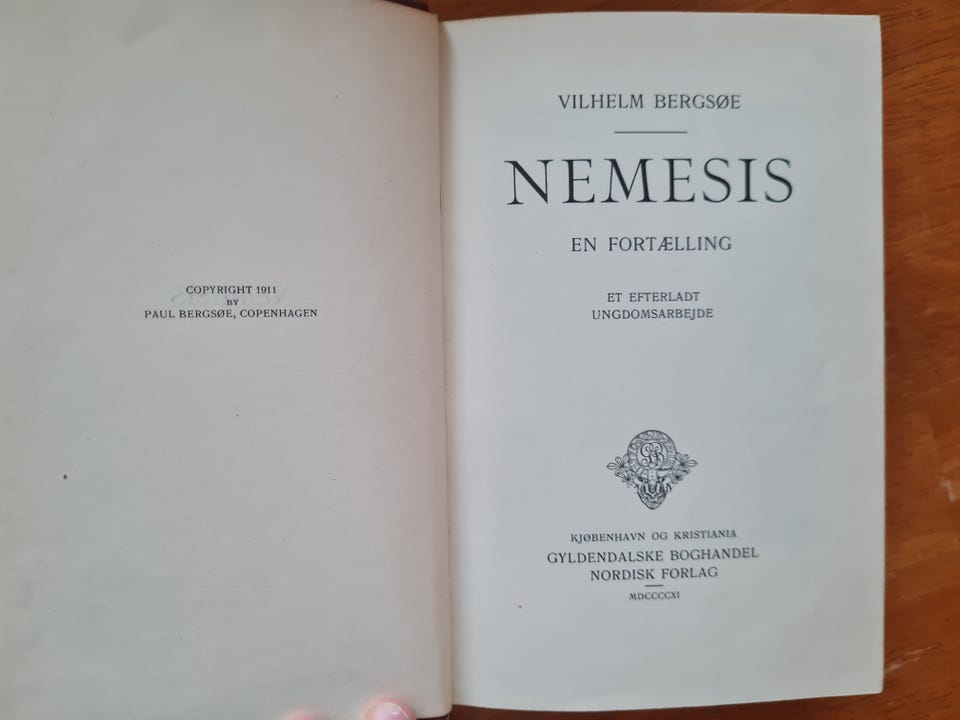 COPYRIGHT 1911
BY
PAUL BERGSØE, COPENHAGEN
VILHELM BERGSØE
NEMESIS
EN FORTÆLLING
ET EFTERLADT
UNGDOMSARBEJDE
KJØBENHAVN OG KRISTIANIA
GYLDENDALSKE BOGHANDEL
NORDISK FORLAG
MDCCCCXI